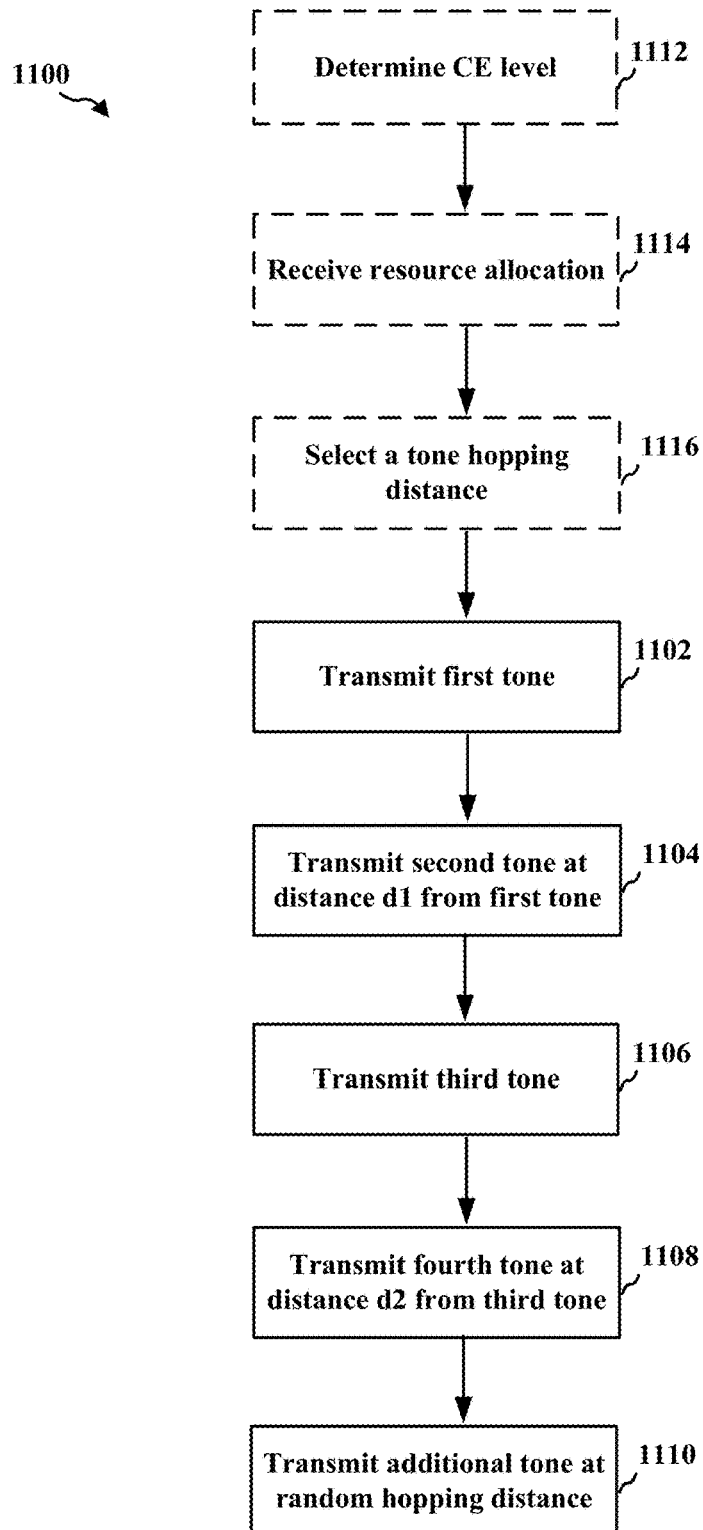 1100
Determine CE level
1112
Receive resource allocation
1114
Select a tone hopping
distance
1116
Transmit first tone
1102
Transmit second tone at
distance d1 from first tone
1104
Transmit third tone
1106
Transmit fourth tone at
distance d2 from third tone
1108
Transmit additional tone at
random hopping distance
1110